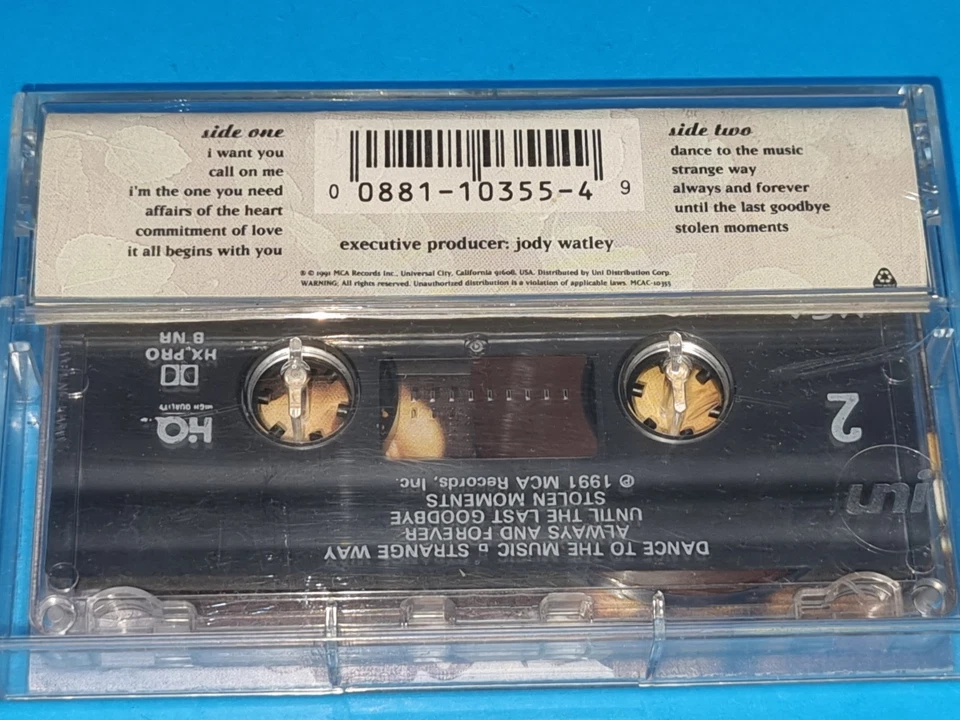 side one
i want you
call on me
i'm the one you need
affairs of the heart
commitment of love
it all begins with you
0 0881-10355-4 9
executive producer: jody watley
side two
dance to the music
strange way
always and forever
until the last goodbye
stolen moments
℗ © 1991 MCA Records Inc., Universal City, California 91608, USA. Distributed by Uni Distribution Corp.
WARNING: All rights reserved. Unauthorized distribution is a violation of applicable laws. MCAC-10355
2
DANCE TO THE MUSIC STRANGE WAY
ALWAYS AND FOREVER
UNTIL THE LAST GOODBYE
STOLEN MOMENTS
℗ 1991 MCA Records, Inc.
HiQ
HIGH QUALITY
HX PRO
B NR